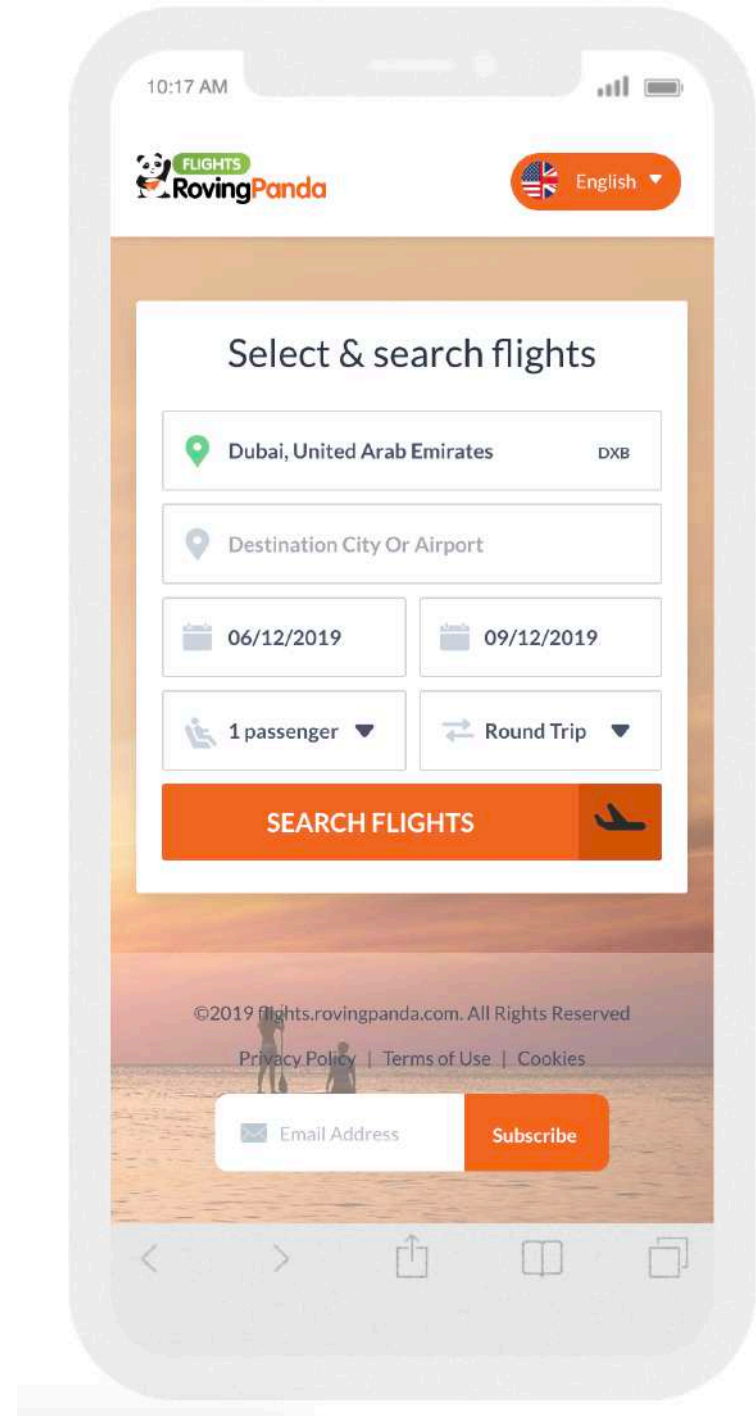 10:17 AM
FLIGHTS
RovingPanda
English
Select & search flights
Dubai, United Arab Emirates DXB
Destination City Or Airport
06/12/2019 09/12/2019
1 passenger Round Trip
SEARCH FLIGHTS
©2019 flights.rovingpanda.com. All Rights Reserved
Privacy Policy | Terms of Use | Cookies
Email Address Subscribe